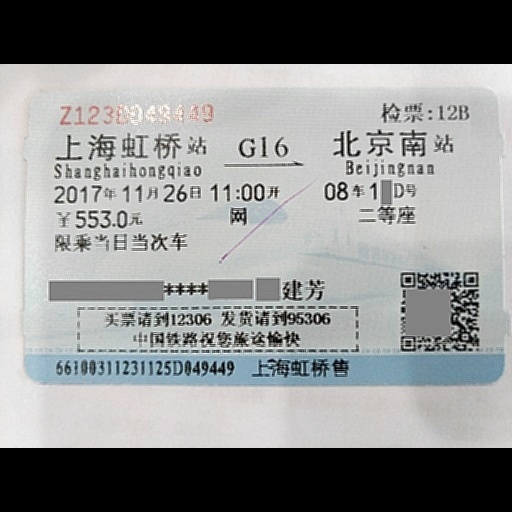 Z123D049449 检票:12B
上海虹桥站 G16 北京南站
Shanghaihongqiao Beijingnan
2017年11月26日 11:00开 08车1D号
¥553.0元 网 二等座
限乘当日当次车
**** 建芳
买票请到12306 发货请到95306
中国铁路祝您旅途愉快
66100311231125D049449 上海虹桥售